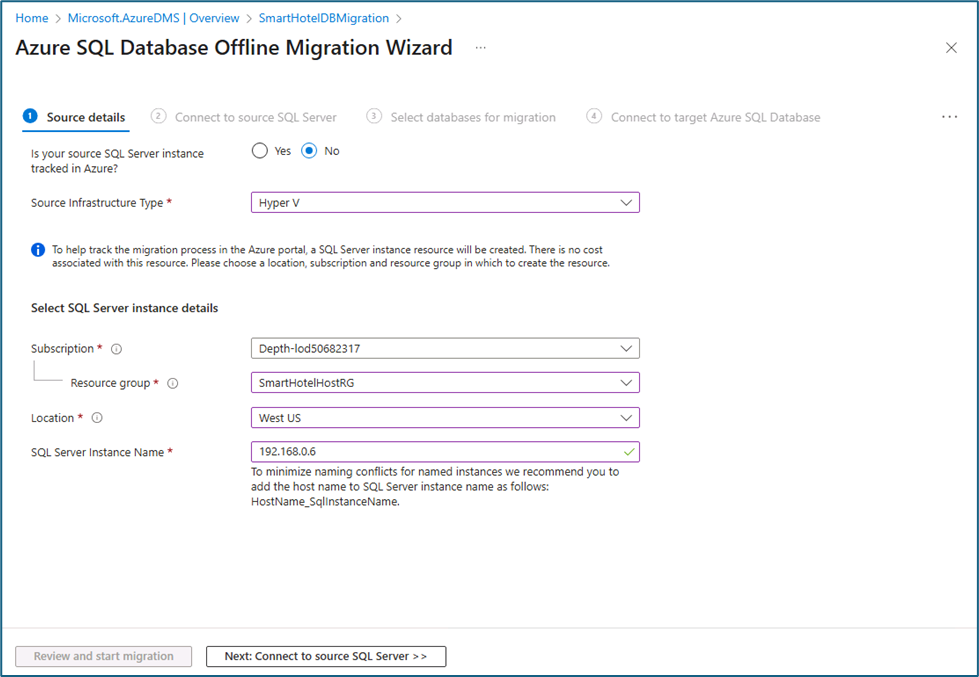 Home > Microsoft.AzureDMS | Overview > SmartHotelDBMigration >
Azure SQL Database Offline Migration Wizard ...
1 Source details 2 Connect to source SQL Server 3 Select databases for migration 4 Connect to target Azure SQL Database ...
Is your source SQL Server instance
tracked in Azure?
Yes No
Source Infrastructure Type *
Hyper V
To help track the migration process in the Azure portal, a SQL Server instance resource will be created. There is no cost
associated with this resource. Please choose a location, subscription and resource group in which to create the resource.
Select SQL Server instance details
Subscription *
Depth-lod50682317
Resource group *
SmartHotelHostRG
Location *
West US
SQL Server Instance Name *
192.168.0.6
To minimize naming conflicts for named instances we recommend you to
add the host name to SQL Server instance name as follows:
HostName_SqlInstanceName.
Review and start migration
Next: Connect to source SQL Server >>